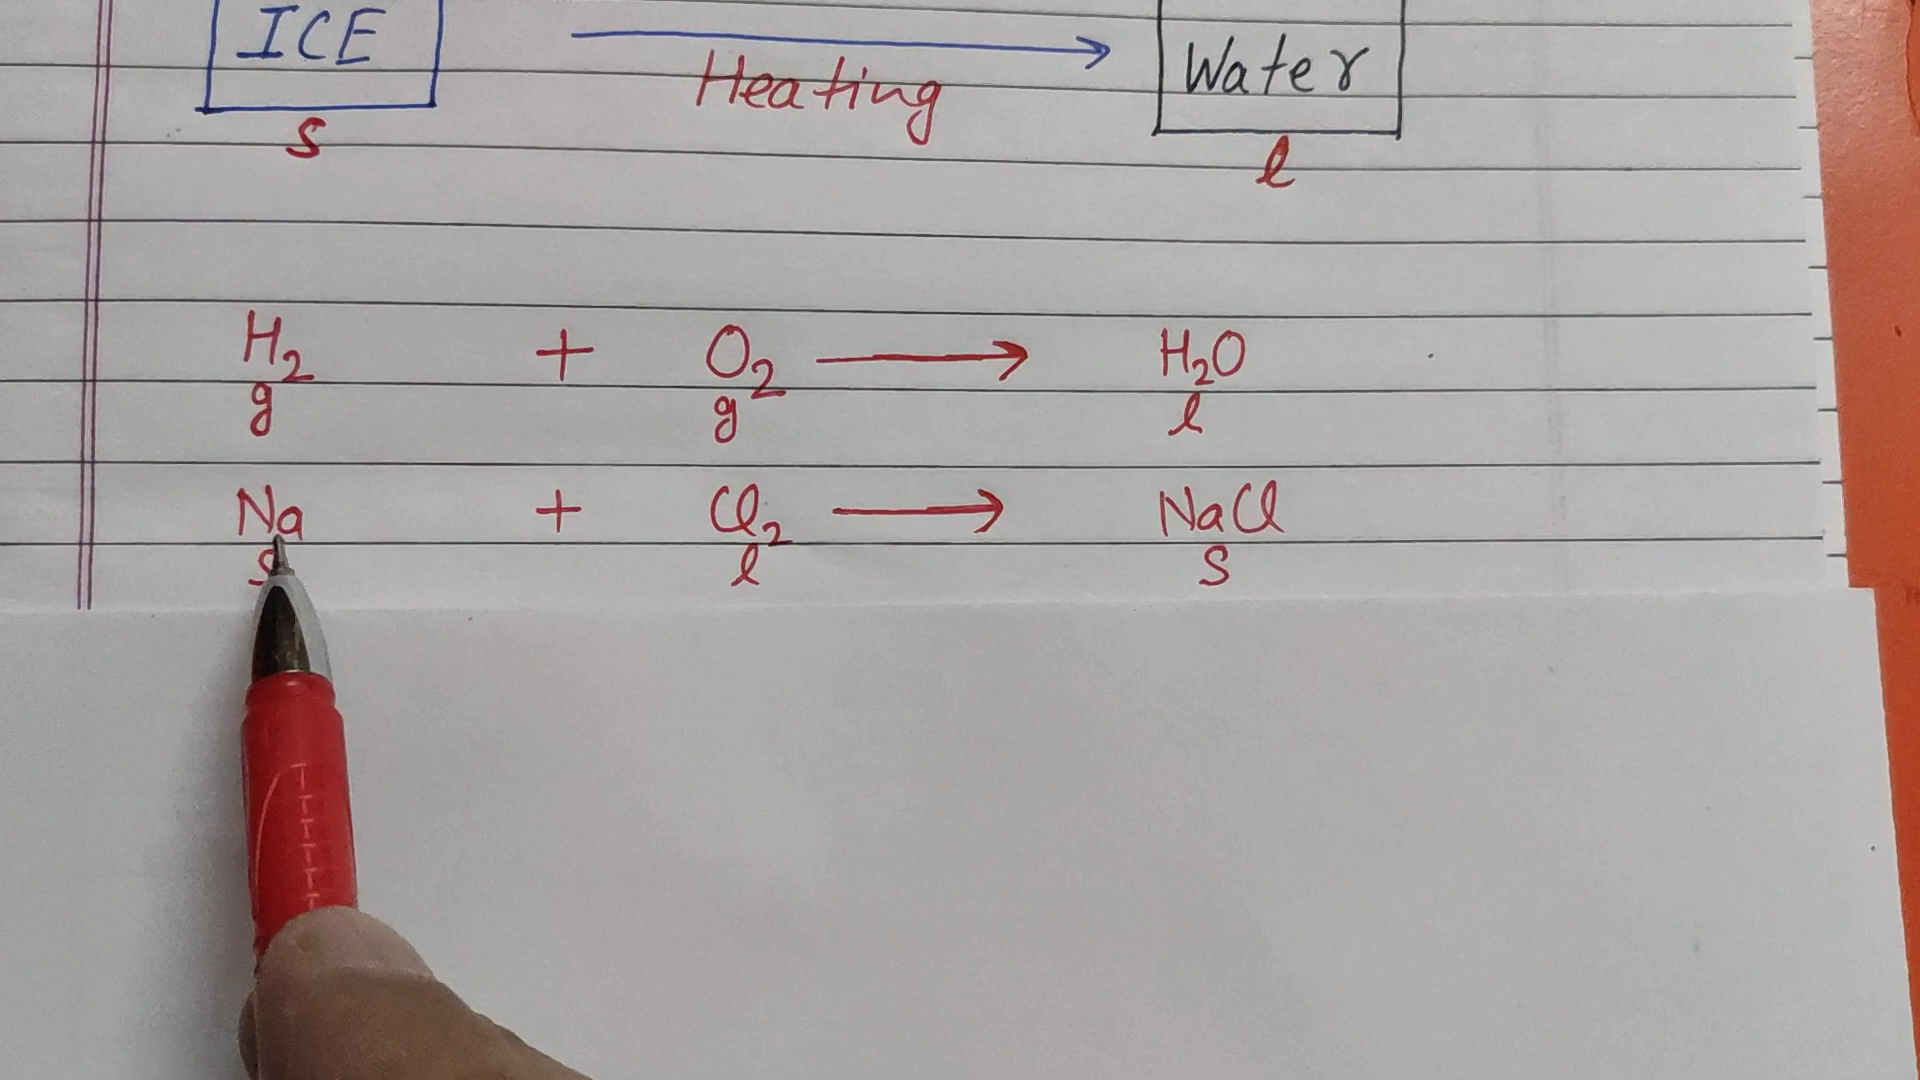 ICE Heating Water
s l
H2 + O2 → H2O
g g l
Na + Cl2 → NaCl
s l s